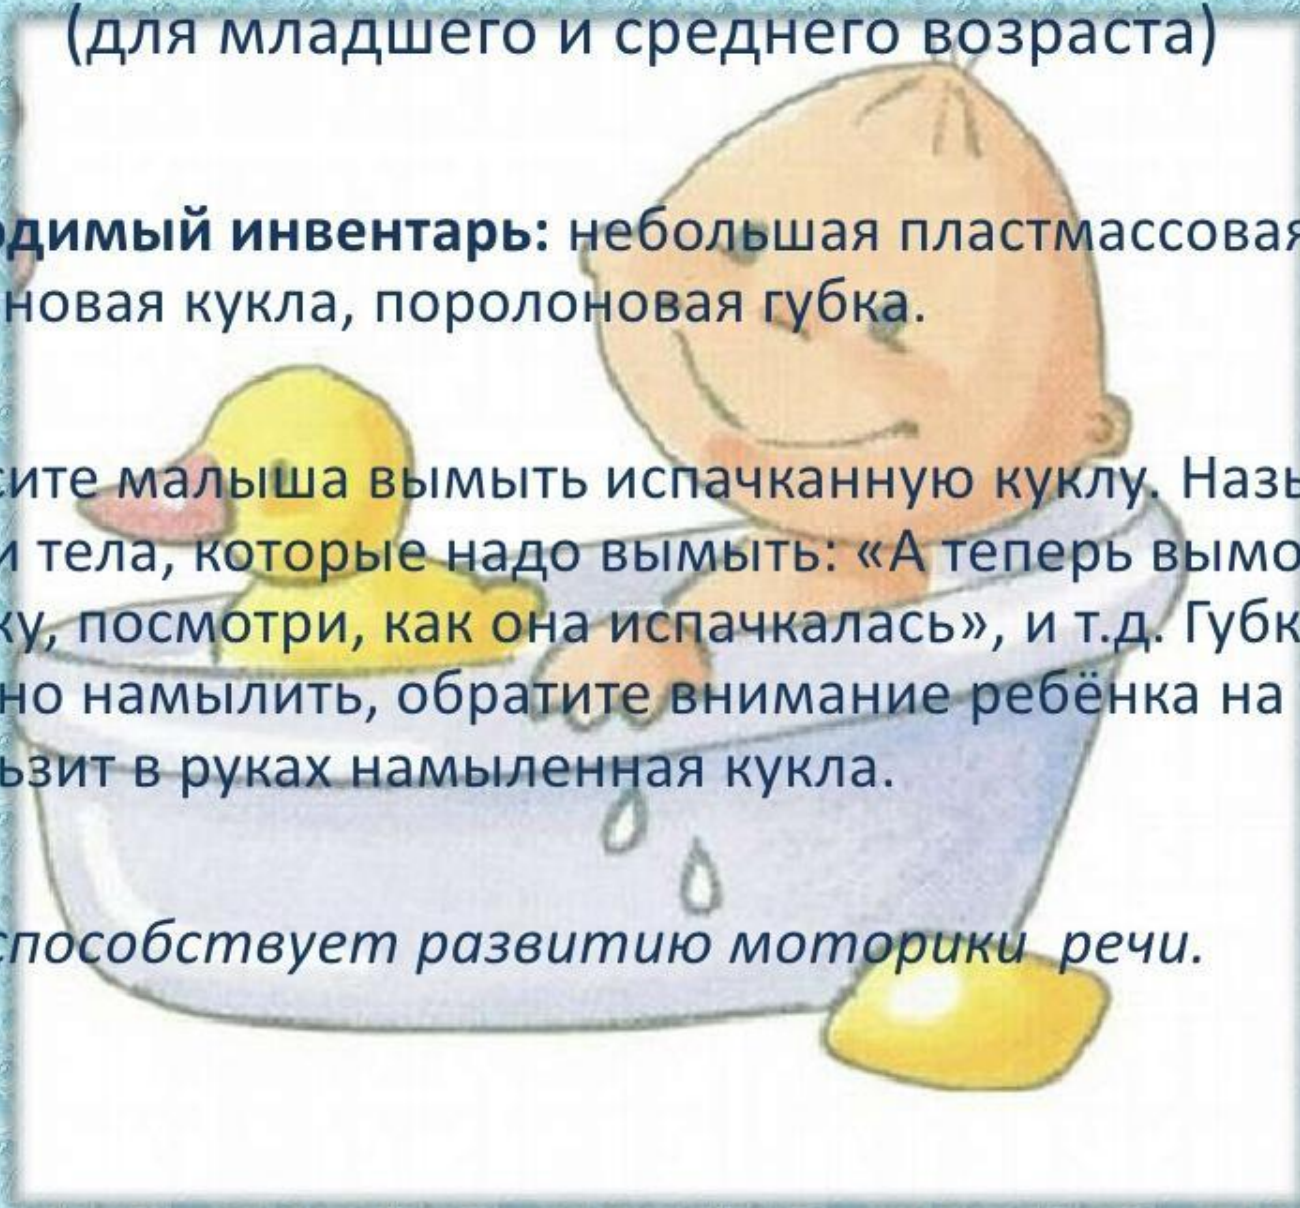 (для младшего и среднего возраста)
одимый инвентарь: небольшая пластмассовая
новая кукла, поролоновая губка.
сите малыша вымыть испачканную куклу. Назы
и тела, которые надо вымыть: «А теперь вымо
ку, посмотри, как она испачкалась», и т.д. Губк
но намылить, обратите внимание ребёнка на
ьзит в руках намыленная кукла.
способствует развитию моторики речи.